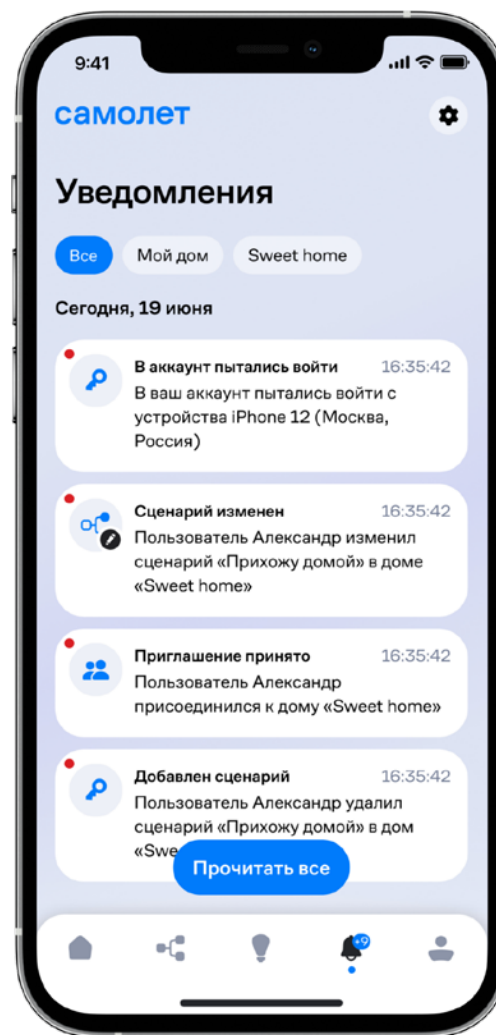 9:41
самолет
Уведомления
Все Мой дом Sweet home
Сегодня, 19 июня
В аккаунт пытались войти 16:35:42
В ваш аккаунт пытались войти с
устройства iPhone 12 (Москва,
Россия)
Сценарий изменен 16:35:42
Пользователь Александр изменил
сценарий «Прихожу домой» в доме
«Sweet home»
Приглашение принято 16:35:42
Пользователь Александр
присоединился к дому «Sweet home»
Добавлен сценарий 16:35:42
Пользователь Александр удалил
сценарий «Прихожу домой» в дом
«Swe
Прочитать все
+9